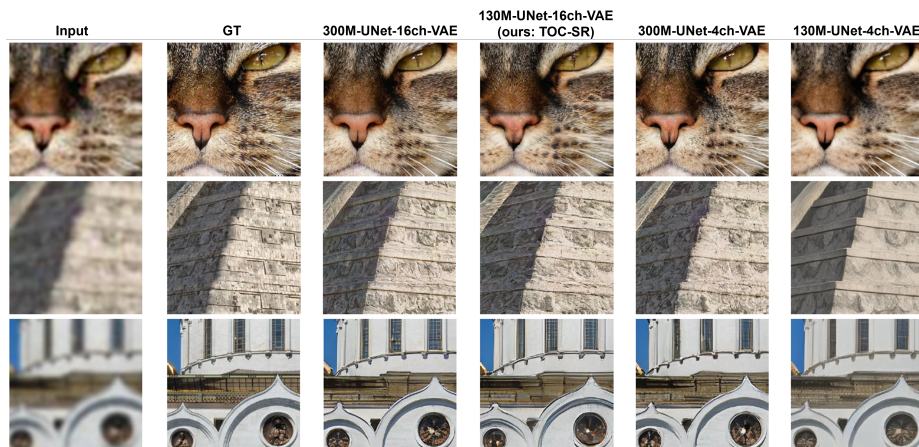 Input
GT
300M-UNet-16ch-VAE
130M-UNet-16ch-VAE
(ours: TOC-SR)
300M-UNet-4ch-VAE
130M-UNet-4ch-VAE